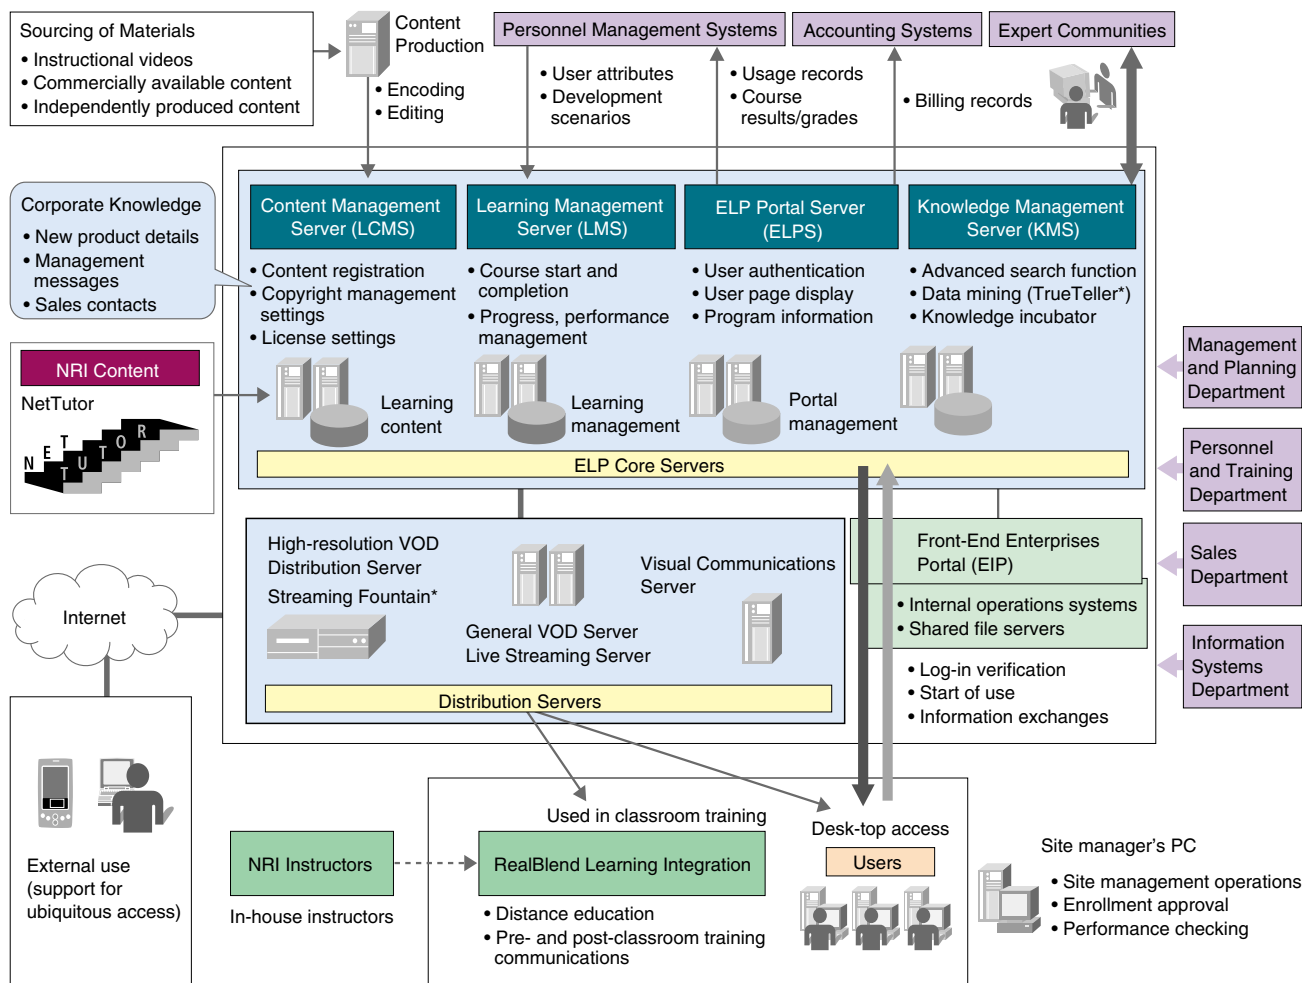 Sourcing of Materials
• Instructional videos
• Commercially available content
• Independently produced content
Content
Production
• Encoding
• Editing
Personnel Management Systems
• User attributes
• Development
scenarios
• Usage records
• Course
results/grades
Accounting Systems
• Billing records
Expert Communities
Corporate Knowledge
• New product details
• Management
messages
• Sales contacts
Content Management
Server (LCMS)
• Content registration
• Copyright management
settings
• License settings
Learning Management
Server (LMS)
• Course start and
completion
• Progress, performance
management
ELP Portal Server
(ELPS)
• User authentication
• User page display
• Program information
Knowledge Management
Server (KMS)
• Advanced search function
• Data mining (TrueTeller*)
• Knowledge incubator
NRI Content
NetTutor
NET TUTOR
Learning
content
Learning
management
Portal
management
ELP Core Servers
Management
and Planning
Department
Personnel
and Training
Department
Sales
Department
Information
Systems
Department
High-resolution VOD
Distribution Server
Streaming Fountain*
General VOD Server
Live Streaming Server
Visual Communications
Server
Distribution Servers
Front-End Enterprises
Portal (EIP)
• Internal operations systems
• Shared file servers
• Log-in verification
• Start of use
• Information exchanges
Internet
External use
(support for
ubiquitous access)
NRI Instructors
In-house instructors
Used in classroom training
RealBlend Learning Integration
• Distance education
• Pre- and post-classroom training
communications
Desk-top access
Users
Site manager's PC
• Site management operations
• Enrollment approval
• Performance checking